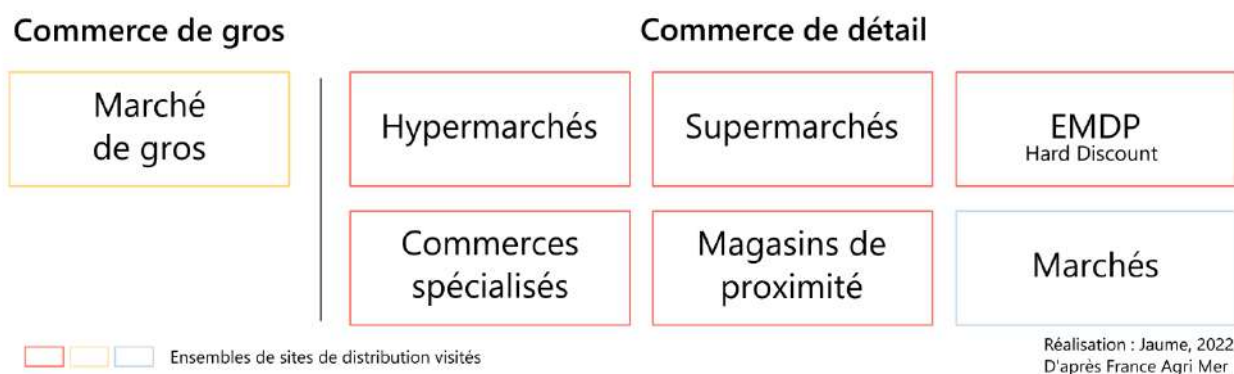 Commerce de gros
Commerce de détail
Marché
de gros
Hypermarchés
Supermarchés
EMDP
Hard Discount
Commerces
spécialisés
Magasins de
proximité
Marchés
Ensembles de sites de distribution visités
Réalisation : Jaume, 2022
D'après France Agri Mer